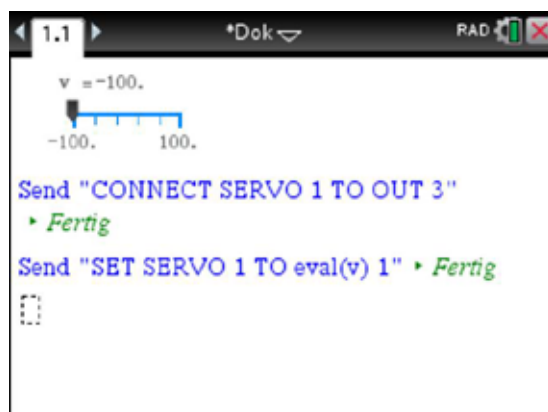 1.1 *Dok RAD
v =-100.
-100. 100.
Send "CONNECT SERVO 1 TO OUT 3"
▸ Fertig
Send "SET SERVO 1 TO eval(v) 1" ▸ Fertig